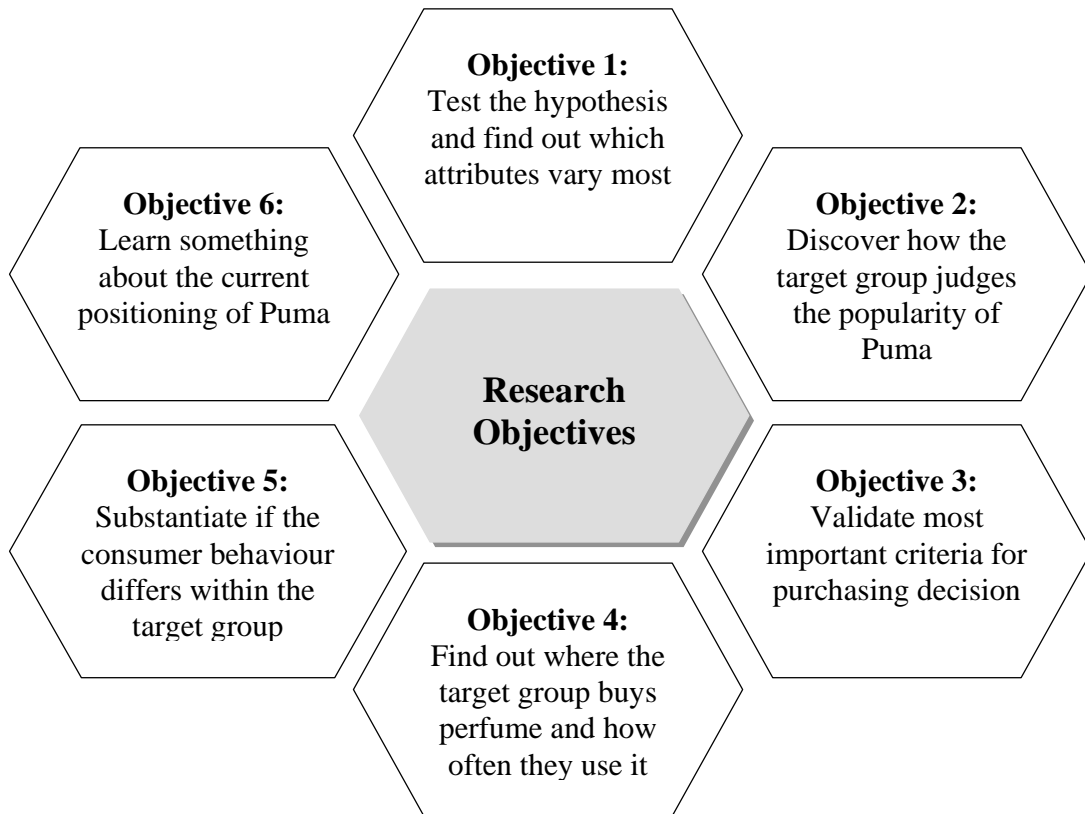 Objective 1:
Test the hypothesis
and find out which
attributes vary most
Objective 6:
Learn something
about the current
positioning of Puma
Objective 2:
Discover how the
target group judges
the popularity of
Puma
Research
Objectives
Objective 5:
Substantiate if the
consumer behaviour
differs within the
target group
Objective 3:
Validate most
important criteria for
purchasing decision
Objective 4:
Find out where the
target group buys
perfume and how
often they use it